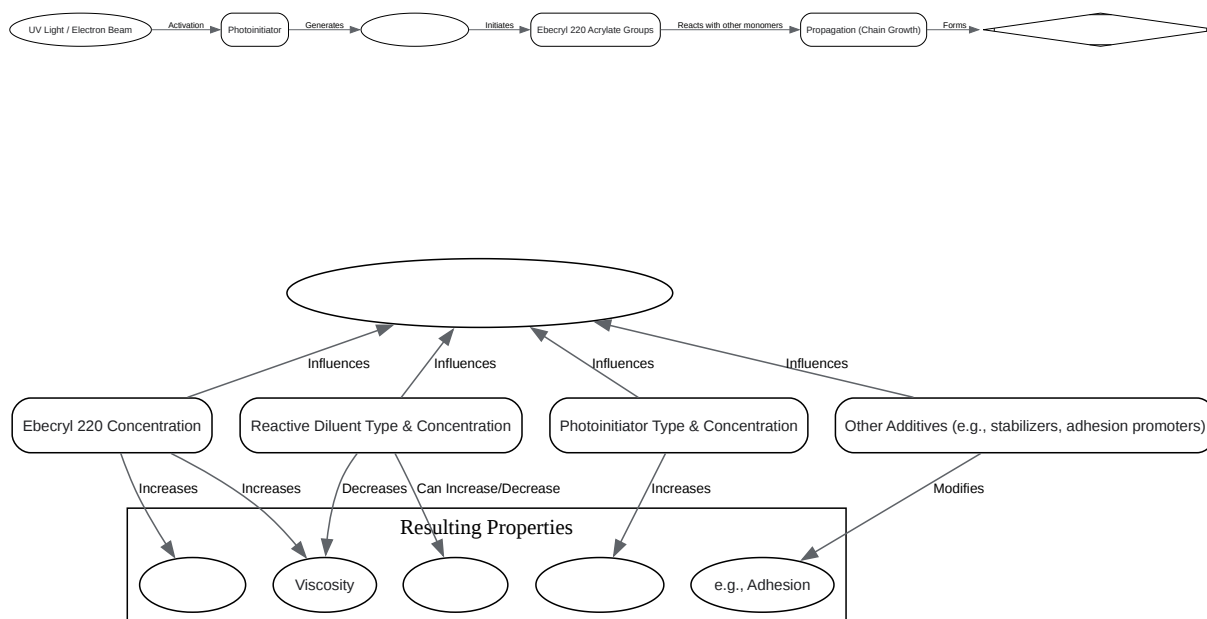 UV Light / Electron Beam
Activation
Photoinitiator
Generates
Initiates
Ebecryl 220 Acrylate Groups
Reacts with other monomers
Propagation (Chain Growth)
Forms
Influences
Influences
Influences
Influences
Ebecryl 220 Concentration
Reactive Diluent Type & Concentration
Photoinitiator Type & Concentration
Other Additives (e.g., stabilizers, adhesion promoters)
Increases
Increases
Decreases
Can Increase/Decrease
Increases
Modifies
Resulting Properties
Viscosity
e.g., Adhesion